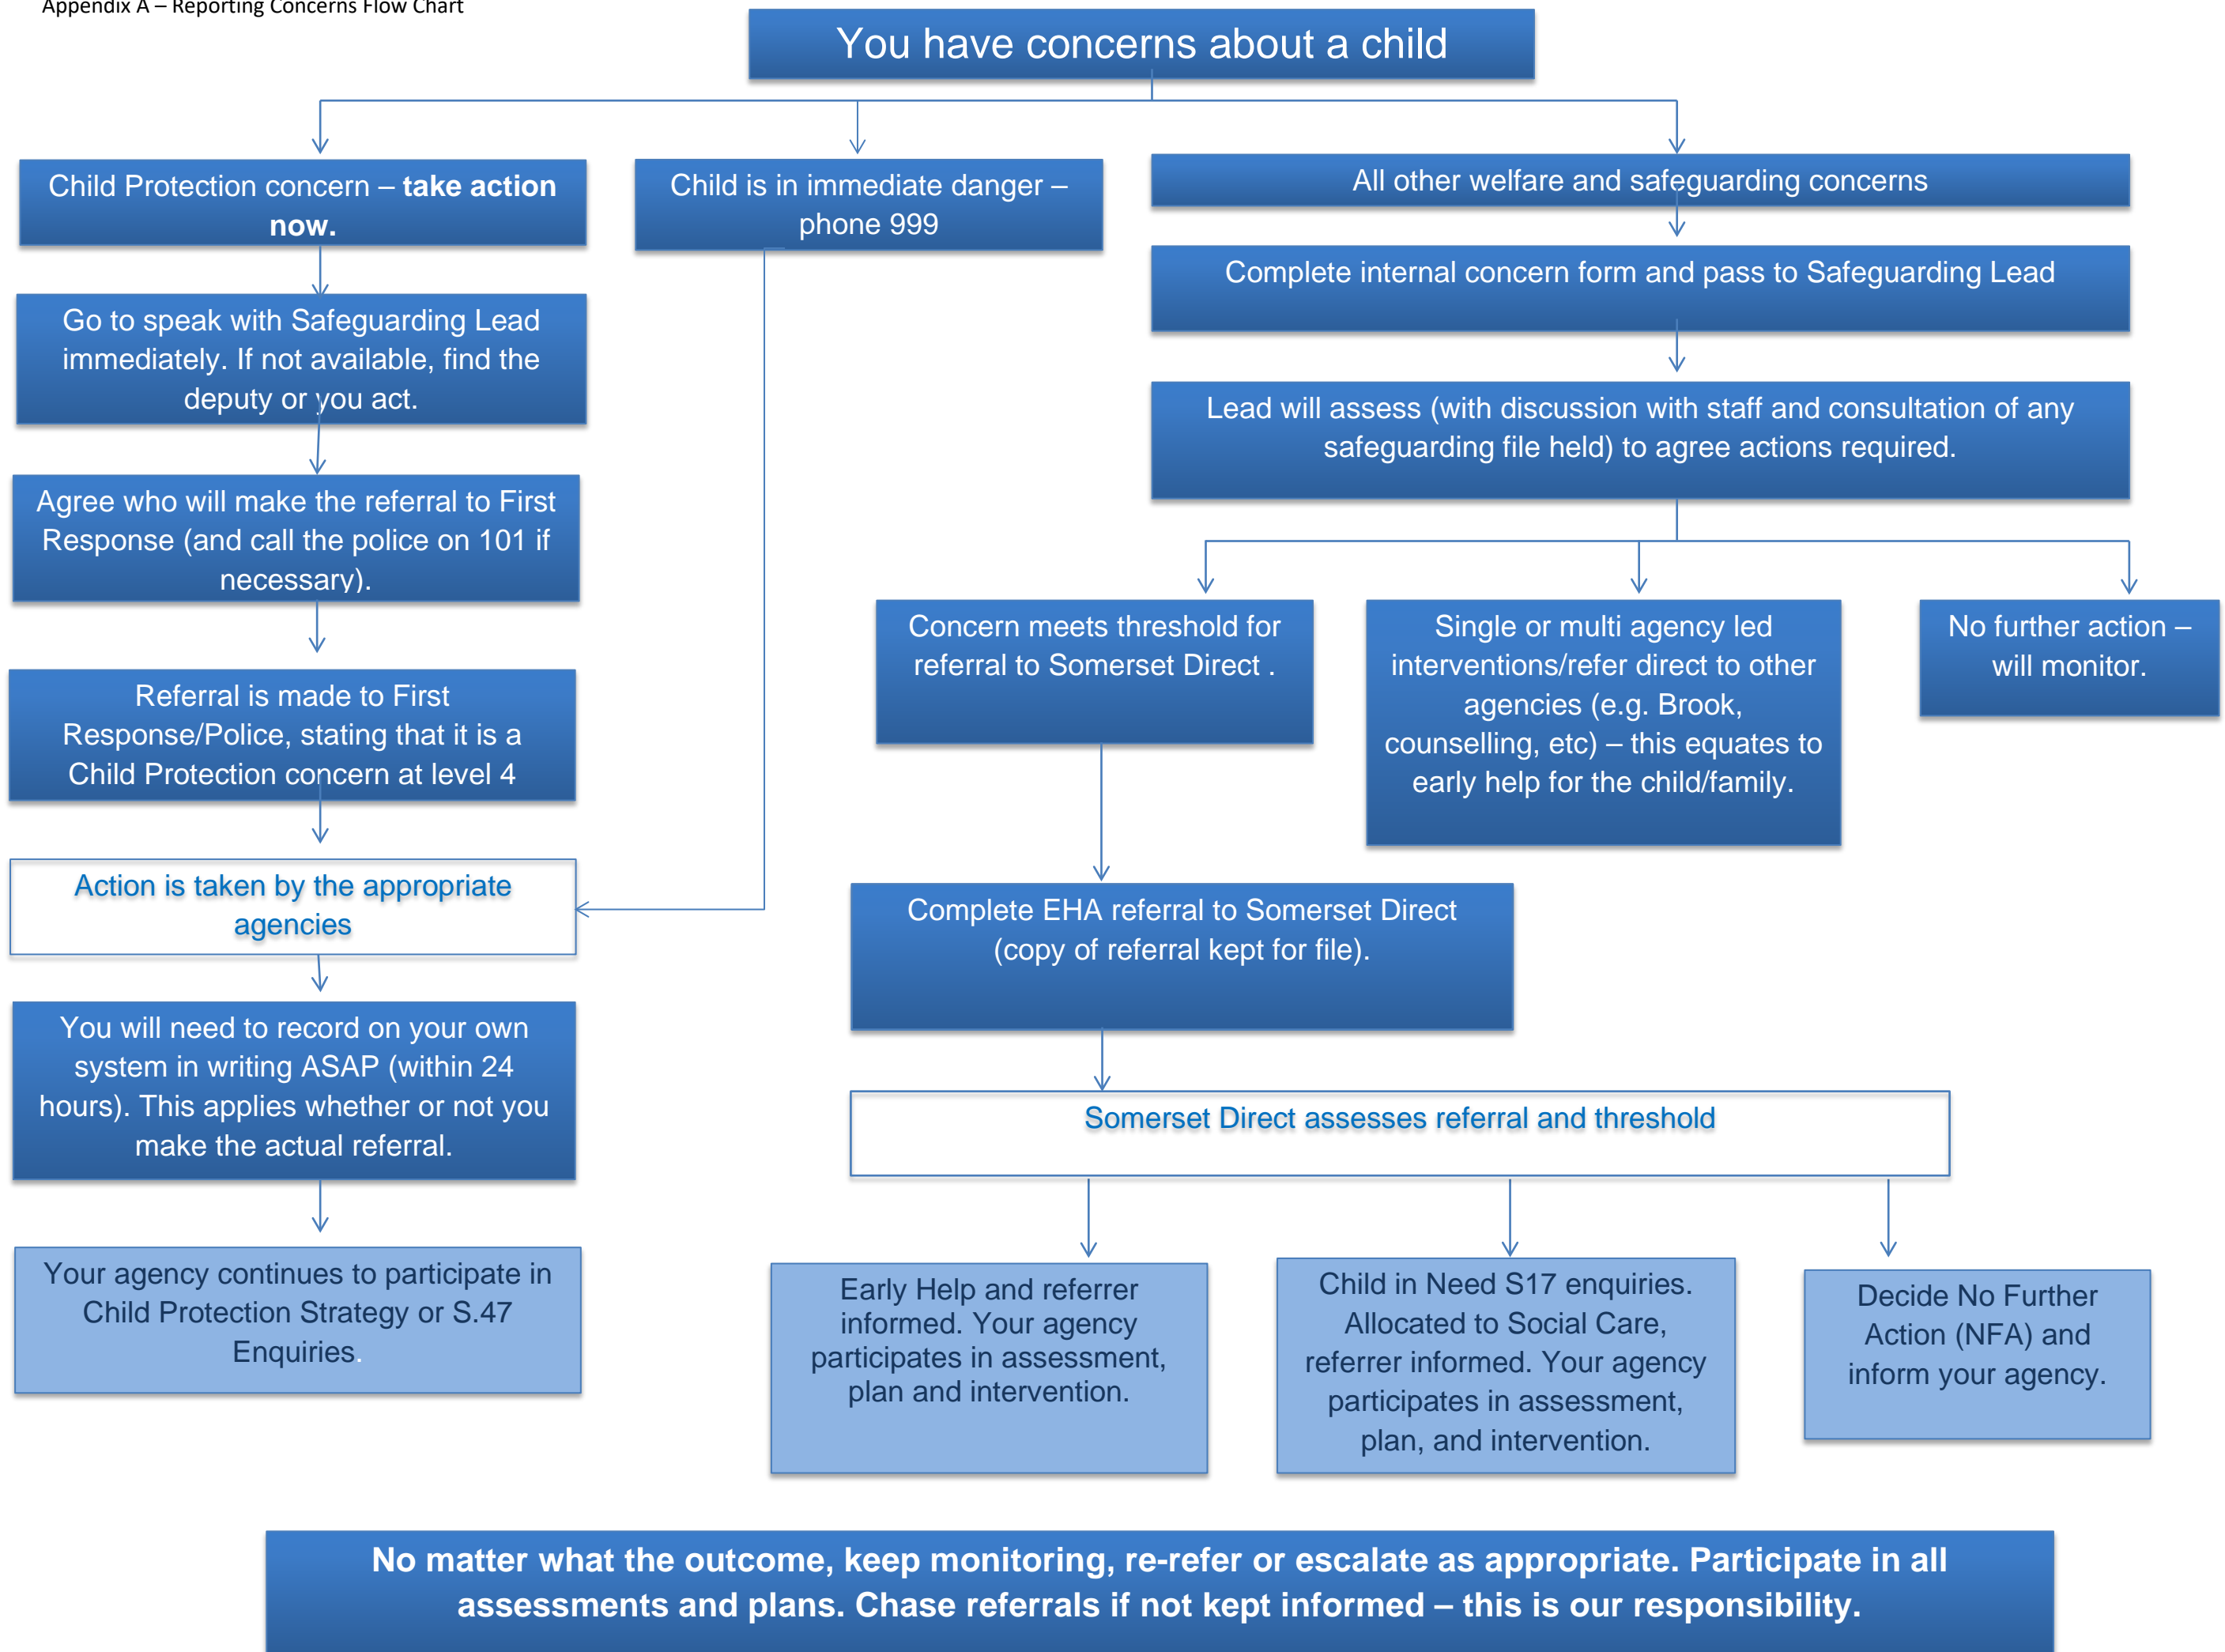 Appendix A – Reporting Concerns Flow Chart
You have concerns about a child
Child Protection concern – take action
now.
Child is in immediate danger –
phone 999
All other welfare and safeguarding concerns
Go to speak with Safeguarding Lead
immediately. If not available, find the
deputy or you act.
Complete internal concern form and pass to Safeguarding Lead
Lead will assess (with discussion with staff and consultation of any
safeguarding file held) to agree actions required.
Agree who will make the referral to First
Response (and call the police on 101 if
necessary).
Concern meets threshold for
referral to Somerset Direct .
Single or multi agency led
interventions/refer direct to other
agencies (e.g. Brook,
counselling, etc) – this equates to
early help for the child/family.
No further action –
will monitor.
Referral is made to First
Response/Police, stating that it is a
Child Protection concern at level 4
Action is taken by the appropriate
agencies
Complete EHA referral to Somerset Direct
(copy of referral kept for file).
You will need to record on your own
system in writing ASAP (within 24
hours). This applies whether or not you
make the actual referral.
Somerset Direct assesses referral and threshold
Your agency continues to participate in
Child Protection Strategy or S.47
Enquiries.
Early Help and referrer
informed. Your agency
participates in assessment,
plan and intervention.
Child in Need S17 enquiries.
Allocated to Social Care,
referrer informed. Your agency
participates in assessment,
plan, and intervention.
Decide No Further
Action (NFA) and
inform your agency.
No matter what the outcome, keep monitoring, re-refer or escalate as appropriate. Participate in all
assessments and plans. Chase referrals if not kept informed – this is our responsibility.